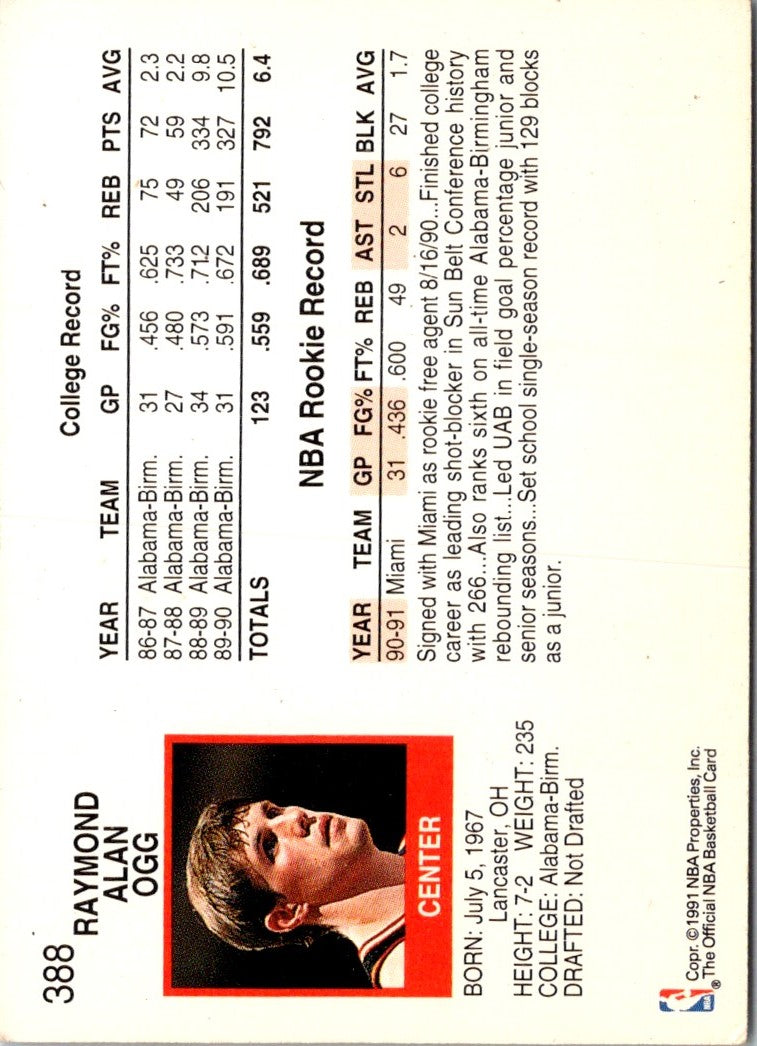 388
RAYMOND
ALAN
OGG
CENTER
BORN: July 5, 1967
Lancaster, OH
HEIGHT: 7-2 WEIGHT: 235
COLLEGE: Alabama-Birm.
DRAFTED: Not Drafted
NBA
®
Copr. ©1991 NBA Properties, Inc.
The Official NBA Basketball Card
College Record
YEAR TEAM GP FG% FT% REB PTS AVG
86-87 Alabama-Birm. 31 .456 .625 75 72 2.3
87-88 Alabama-Birm. 27 .480 .733 49 59 2.2
88-89 Alabama-Birm. 34 .573 .712 206 334 9.8
89-90 Alabama-Birm. 31 .591 .672 191 327 10.5
TOTALS 123 .559 .689 521 792 6.4
NBA Rookie Record
YEAR TEAM GP FG% FT% REB AST STL BLK AVG
90-91 Miami 31 .436 .600 49 2 6 27 1.7
Signed with Miami as rookie free agent 8/16/90...Finished college
career as leading shot-blocker in Sun Belt Conference history
with 266...Also ranks sixth on all-time Alabama-Birmingham
rebounding list...Led UAB in field goal percentage junior and
senior seasons...Set school single-season record with 129 blocks
as a junior.